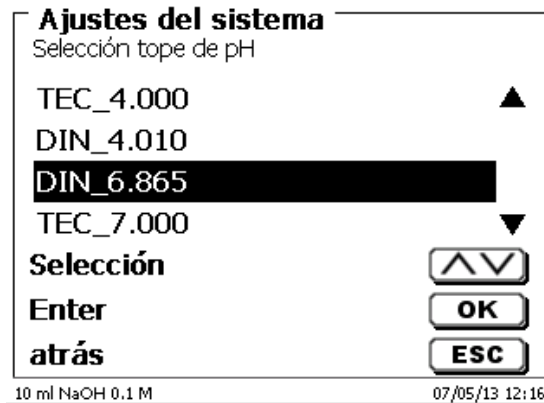 Ajustes del sistema
Selección tope de pH
TEC_4.000
DIN_4.010
DIN_6.865
TEC_7.000
Selección
Enter OK
atrás ESC
10 ml NaOH 0.1 M 07/05/13 12:16